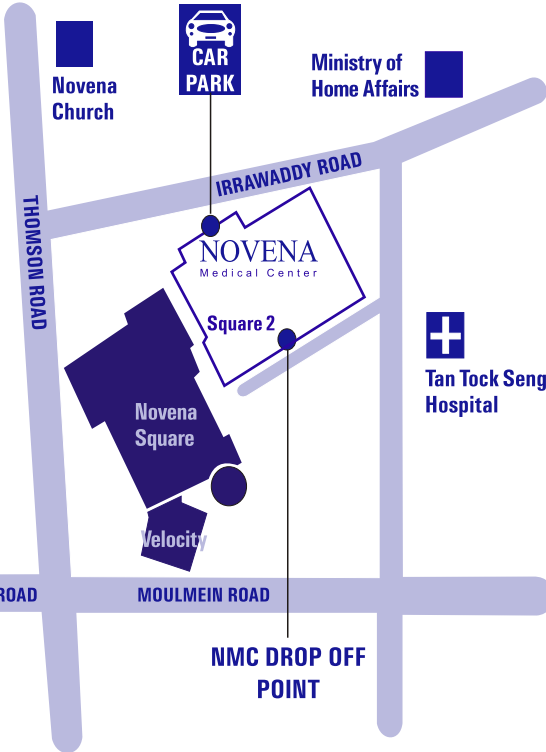 CAR
PARK
Novena
Church
Ministry of
Home Affairs
IRRAWADDY ROAD
THOMSON ROAD
NOVENA
Medical Center
Square 2
Tan Tock Seng
Hospital
Novena
Square
Velocity
ROAD
MOULMEIN ROAD
NMC DROP OFF
POINT